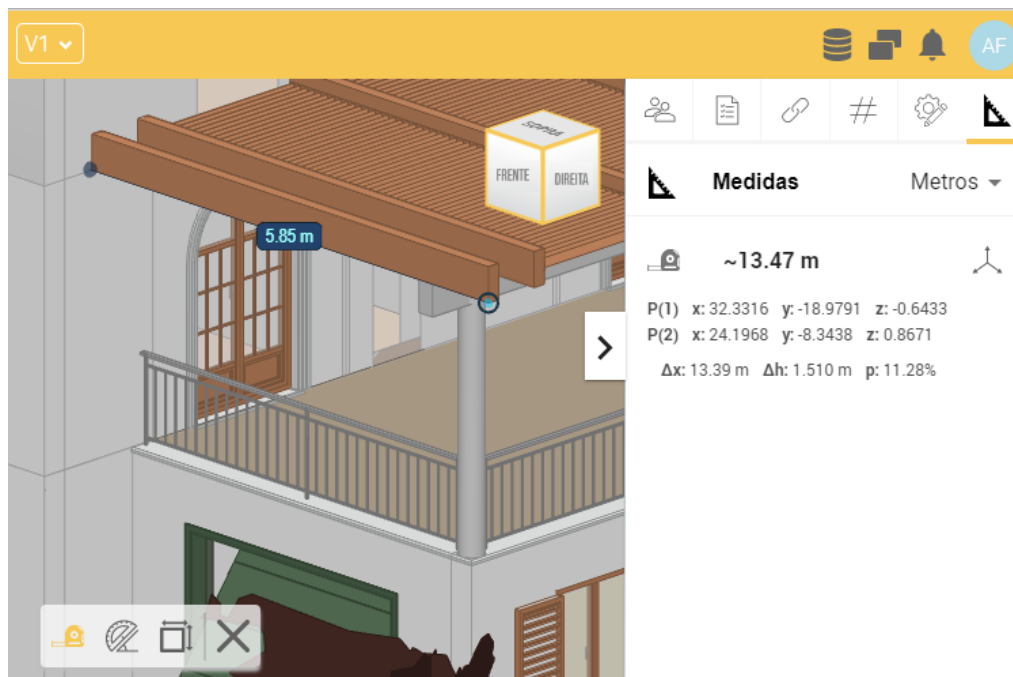 V1
AF
SOPRA
FRENTE
DIREITA
5.85 m
Medidas
Metros
~13.47 m
P(1) x: 32.3316 y: -18.9791 z: -0.6433
P(2) x: 24.1968 y: -8.3438 z: 0.8671
Δx: 13.39 m Δh: 1.510 m p: 11.28%